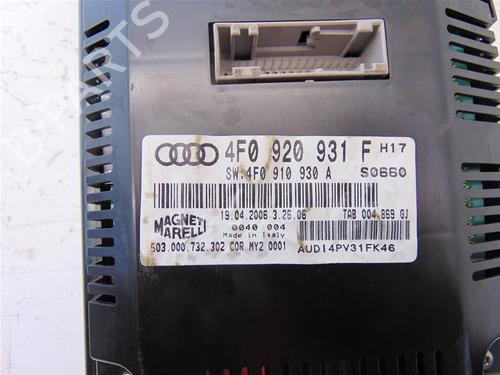 PARTS
4F0 920 931 F H17
SW:4F0 910 930 A S0660
19.04.2006 3.26.06 TAB 004 869 GJ
MAGNETI
MARELLI
0040 004
Made in Italy
503.000.732.302 COR MY2 0001
AUDI4PV31FK46